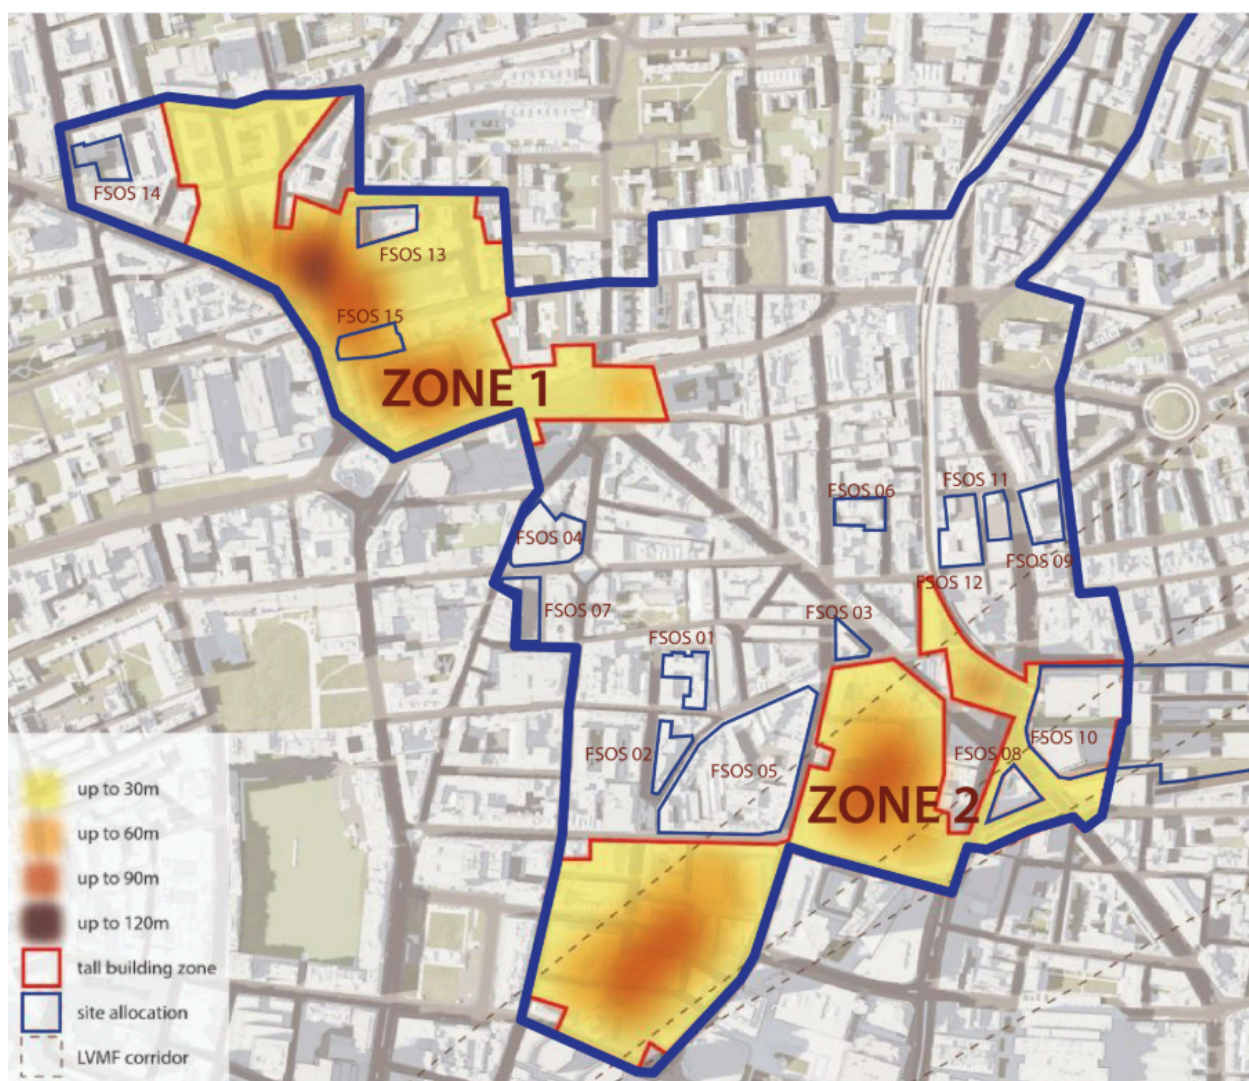 FSOS 14
FSOS 13
FSOS 15
ZONE 1
FSOS 11
FSOS 06
FSOS 04
FSOS 09
FSOS 12
FSOS 07
FSOS 03
FSOS 01
FSOS 10
FSOS 02
FSOS 08
FSOS 05
ZONE 2
up to 30m
up to 60m
up to 90m
up to 120m
tall building zone
site allocation
LVMF corridor